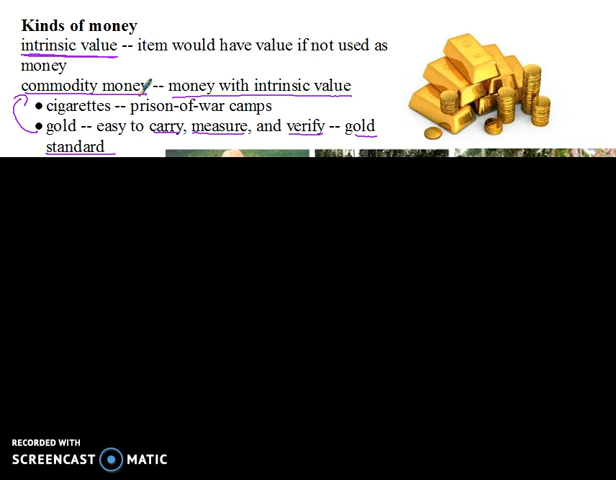 Kinds of money
intrinsic value -- item would have value if not used as
money
commodity money -- money with intrinsic value
• cigarettes -- prison-of-war camps
• gold -- easy to carry, measure, and verify -- gold
standard
RECORDED WITH
SCREENCAST MATIC